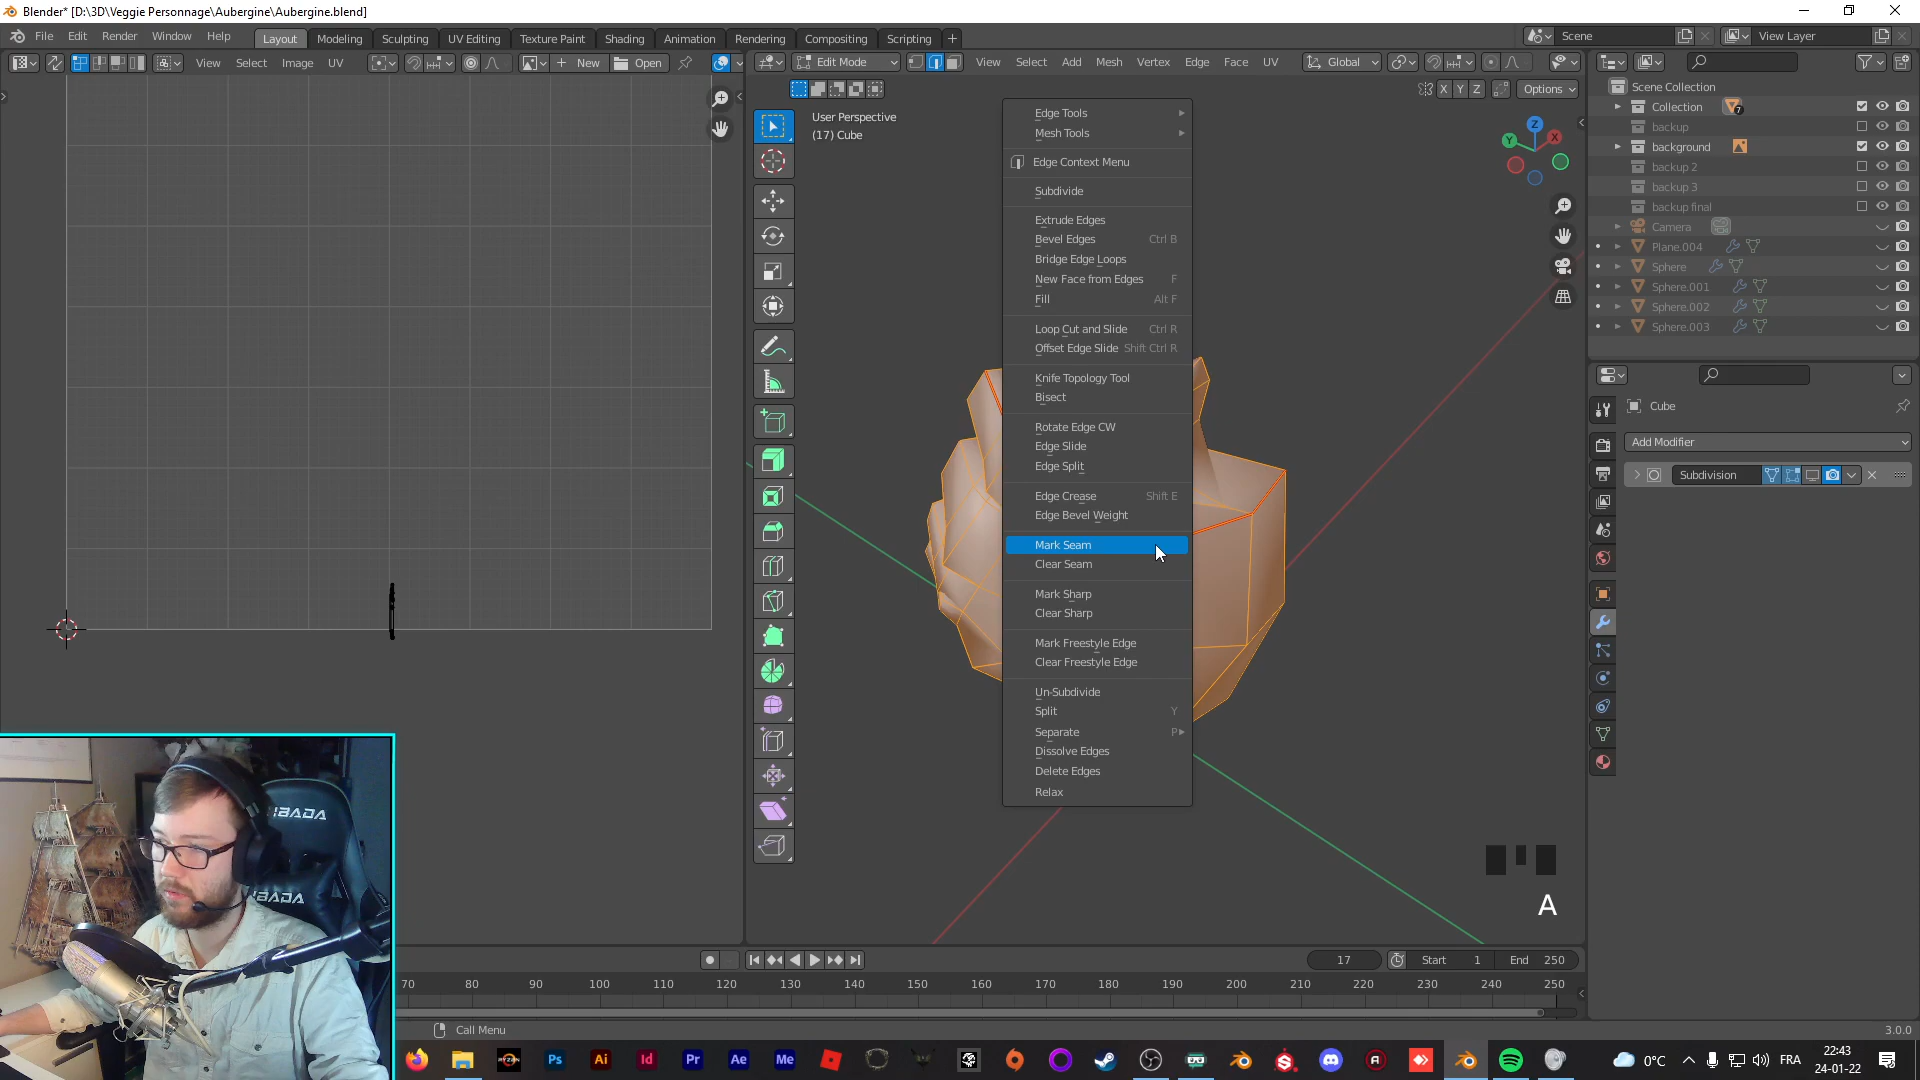 Blender* [D:\3D\Veggie Personnage\Aubergine\Aubergine.blend]
File Edit Render Window Help Layout Modeling Sculpting UV Editing Texture Paint Shading Animation Rendering Compositing Scripting + Scene View Layer
View Select Image UV New Open Edit Mode View Select Add Mesh Vertex Edge Face UV Global
X Y Z Options
User Perspective
(17) Cube
Edge Tools
Mesh Tools
Edge Context Menu
Subdivide
Extrude Edges
Bevel Edges Ctrl B
Bridge Edge Loops
New Face from Edges F
Fill Alt F
Loop Cut and Slide Ctrl R
Offset Edge Slide Shift Ctrl R
Knife Topology Tool
Bisect
Rotate Edge CW
Edge Slide
Edge Split
Edge Crease Shift E
Edge Bevel Weight
Mark Seam
Clear Seam
Mark Sharp
Clear Sharp
Mark Freestyle Edge
Clear Freestyle Edge
Un-Subdivide
Split Y
Separate P
Dissolve Edges
Delete Edges
Relax
Z
Y X
Scene Collection
Collection 7
backup
background
backup 2
backup 3
backup final
Camera
Plane.004
Sphere
Sphere.001
Sphere.002
Sphere.003
Cube
Add Modifier
Subdivision
A
17 Start 1 End 250
70 80 90 100 110 120 130 140 150 160 170 180 190 200 210 220 230 240 250
Call Menu 3.0.0
RYZEN Ps Ai Id Pr Ae Me 0°C FRA 22:43
24-01-22